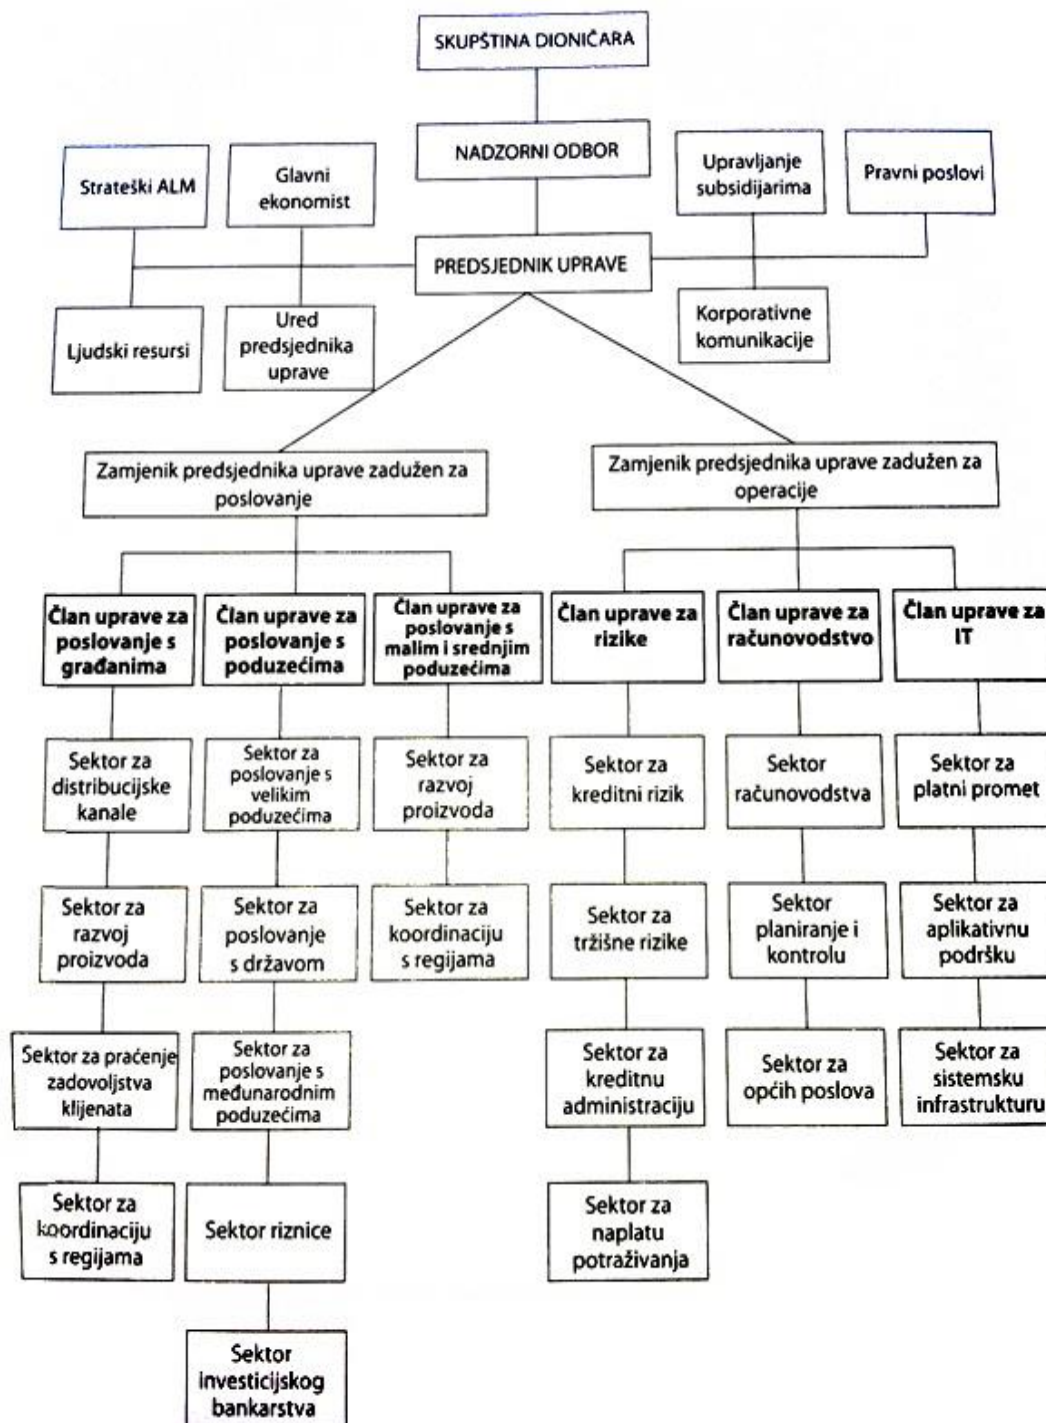 SKUPŠTINA DIONIČARA
NADZORNI ODBOR
Strateški ALM
Glavni
ekonomist
Upravljanje
subsidijarima
Pravni poslovi
PREDSJEDNIK UPRAVE
Ljudski resursi
Ured
predsjednika
uprave
Korporativne
komunikacije
Zamjenik predsjednika uprave zadužen za
poslovanje
Zamjenik predsjednika uprave zadužen za
operacije
Član uprave za
poslovanje s
građanima
Član uprave za
poslovanje s
poduzećima
Član uprave za
poslovanje s
malim i srednjim
poduzećima
Član uprave za
rizike
Član uprave za
računovodstvo
Član uprave za
IT
Sektor za
distribucijske
kanale
Sektor za
poslovanje s
velikim
poduzećima
Sektor za
razvoj
proizvoda
Sektor za
kreditni rizik
Sektor
računovodstva
Sektor za
platni promet
Sektor za
razvoj
proizvoda
Sektor za
poslovanje
s državom
Sektor za
koordinaciju
s regijama
Sektor za
tržišne rizike
Sektor
planiranje i
kontrolu
Sektor za
aplikativnu
podršku
Sektor za praćenje
zadovoljstva
klijenata
Sektor za
poslovanje s
međunarodnim
poduzećima
Sektor za
kreditnu
administraciju
Sektor za
općih poslova
Sektor za
sistemsku
infrastrukturu
Sektor za
koordinaciju
s regijama
Sektor riznice
Sektor za
naplatu
potraživanja
Sektor
investicijskog
bankarstva